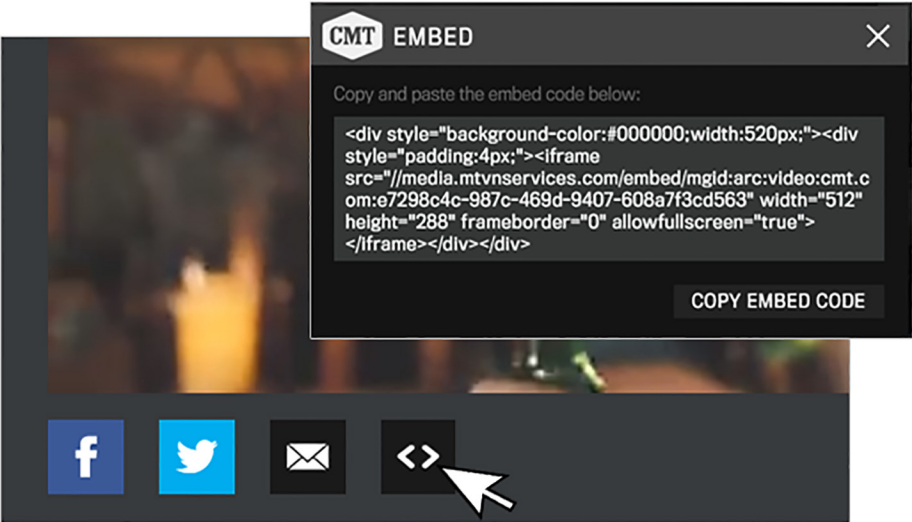 CMT EMBED
Copy and paste the embed code below:
<div style="background-color:#000000;width:520px;"><div
style="padding:4px;"><iframe
src="//media.mtvnservices.com/embed/mgid:arc:video:cmt.c
om:e7298c4c-987c-469d-9407-608a7f3cd563" width="512"
height="288" frameborder="0" allowfullscreen="true">
</iframe></div></div>
COPY EMBED CODE